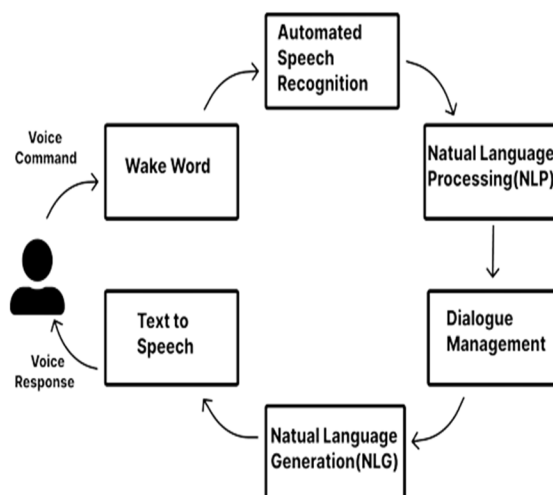 Automated
Speech
Recognition
Voice
Command
Wake Word
Natual Language
Processing(NLP)
Dialogue
Management
Natual Language
Generation(NLG)
Text to
Speech
Voice
Response